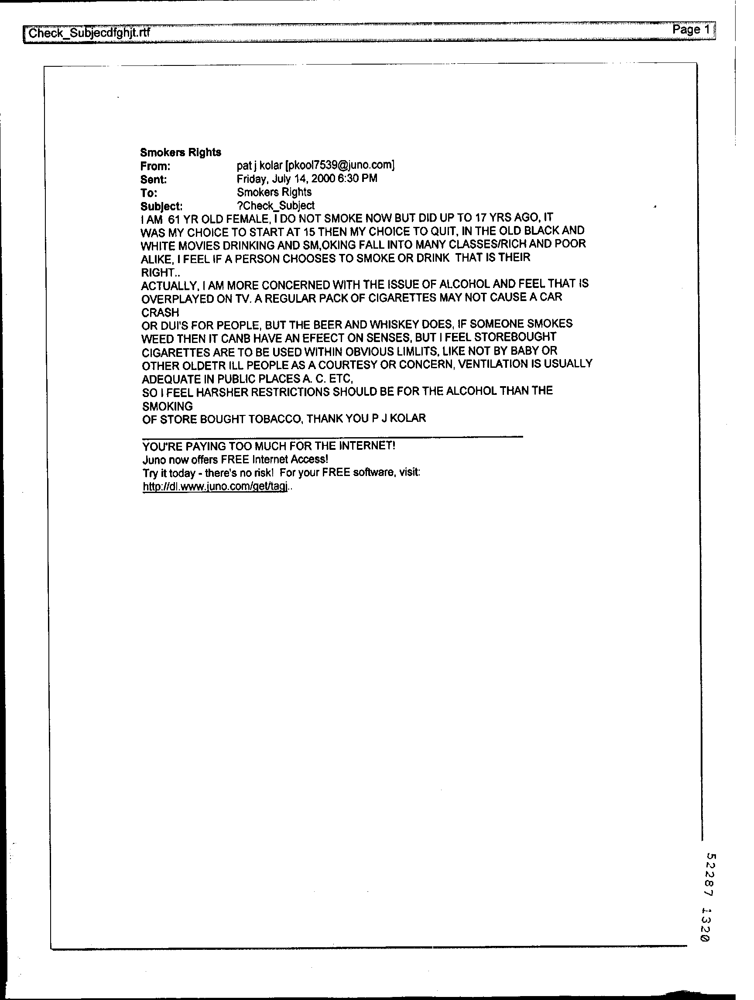 Check_Subjecdfghjt.rtf
Page 1
Smokers Rights
From: pat j kolar [pkool7539@juno.com]
Sent: Friday, July 14, 2000 6:30 PM
To: Smokers Rights
Subject: ?Check_Subject
I AM 61 YR OLD FEMALE, I DO NOT SMOKE NOW BUT DID UP TO 17 YRS AGO, IT
WAS MY CHOICE TO START AT 15 THEN MY CHOICE TO QUIT, IN THE OLD BLACK AND
WHITE MOVIES DRINKING AND SM,OKING FALL INTO MANY CLASSES/RICH AND POOR
ALIKE, I FEEL IF A PERSON CHOOSES TO SMOKE OR DRINK THAT IS THEIR
RIGHT..
ACTUALLY, I AM MORE CONCERNED WITH THE ISSUE OF ALCOHOL AND FEEL THAT IS
OVERPLAYED ON TV. A REGULAR PACK OF CIGARETTES MAY NOT CAUSE A CAR
CRASH
OR DUI'S FOR PEOPLE, BUT THE BEER AND WHISKEY DOES, IF SOMEONE SMOKES
WEED THEN IT CANB HAVE AN EFEECT ON SENSES, BUT I FEEL STOREBOUGHT
CIGARETTES ARE TO BE USED WITHIN OBVIOUS LIMLITS, LIKE NOT BY BABY OR
OTHER OLDETR ILL PEOPLE AS A COURTESY OR CONCERN, VENTILATION IS USUALLY
ADEQUATE IN PUBLIC PLACES A. C. ETC,
SO I FEEL HARSHER RESTRICTIONS SHOULD BE FOR THE ALCOHOL THAN THE
SMOKING
OF STORE BOUGHT TOBACCO, THANK YOU P J KOLAR
YOU'RE PAYING TOO MUCH FOR THE INTERNET!
Juno now offers FREE Internet Access!
Try it today - there's no risk! For your FREE software, visit:
http://dl.www.juno.com/get/tagj..
52287 1320